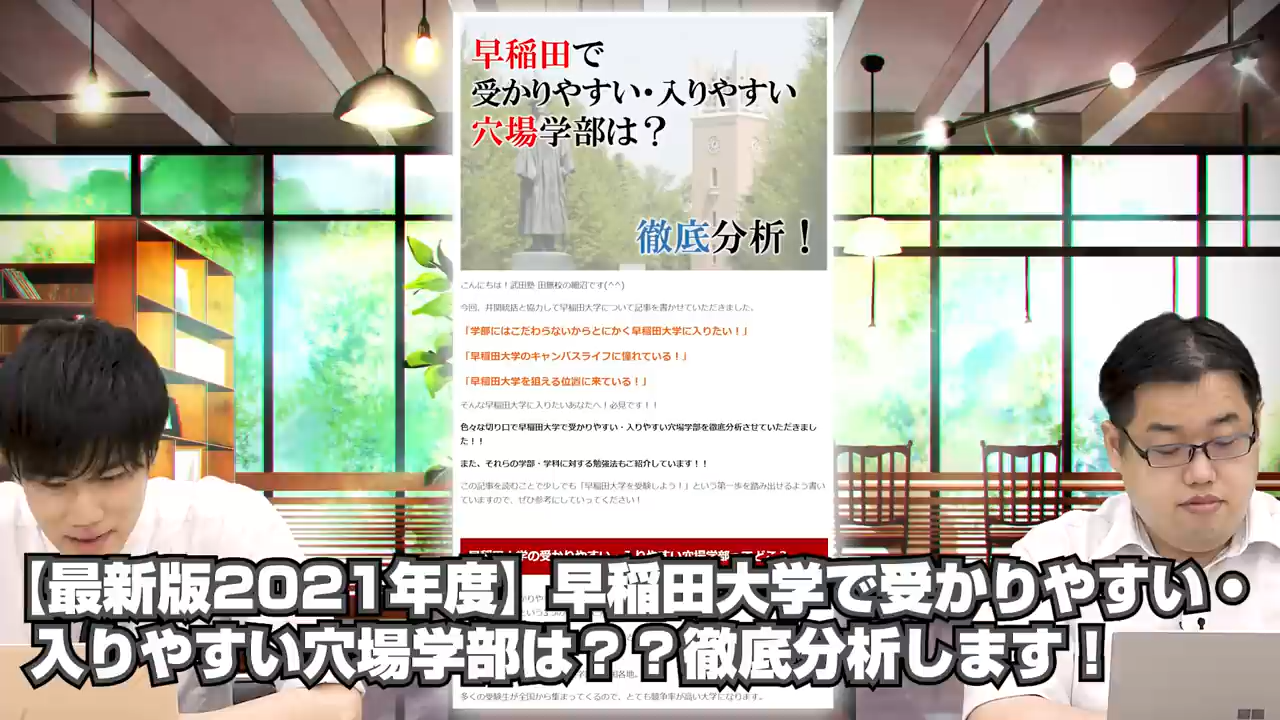 早稲田で
受かりやすい・入りやすい
穴場学部は？
徹底分析！
こんにちは！武田塾 田無校の細沼です(^^)
今回、井関統括と協力して早稲田大学について記事を書かせていただきました。
「学部にはこだわらないからとにかく早稲田大学に入りたい！」
「早稲田大学のキャンパスライフに憧れている！」
「早稲田大学を狙える位置に来ている！」
そんな早稲田大学に入りたいあなたへ！必見です！！
色々な切り口で早稲田大学で受かりやすい・入りやすい穴場学部を徹底分析させていただきまし
た！！
また、それらの学部・学科に対する勉強法もご紹介しています！！
この記事を読むことで少しでも「早稲田大学を受験しよう！」という第一歩を踏み出せるよう書い
ていますので、ぜひ参考にしていってください！
【最新版2021年度】早稲田大学で受かりやすい・
入りやすい穴場学部は？？徹底分析します！
多くの受験生が全国から集まってくるので、とても競争率が高い大学になります。